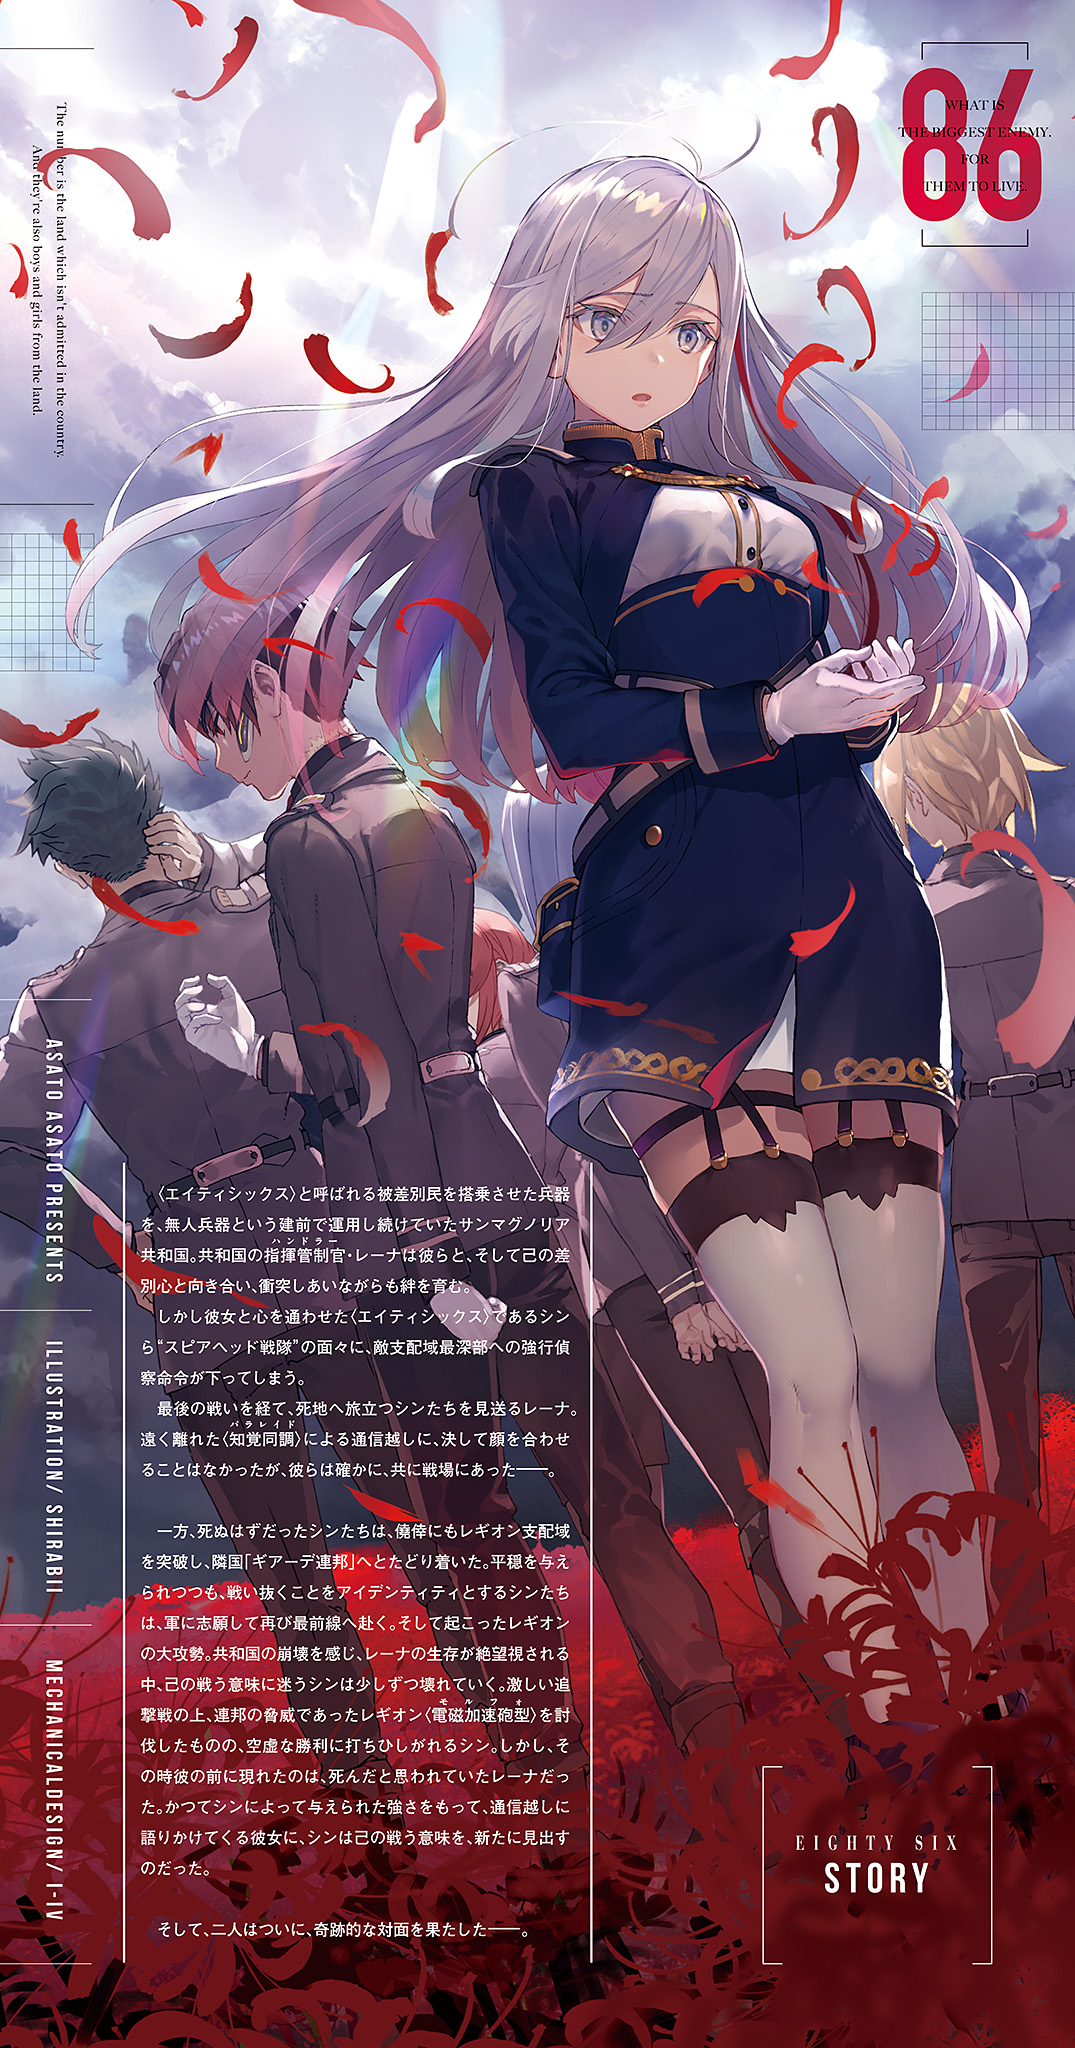 86
WHAT IS
THE BIGGEST ENEMY.
FOR
THEM TO LIVE.
The number is the land which isn't admitted in the country.
And they're also boys and girls from the land.
ASATO ASATO PRESENTS
ILLUSTRATION/ SHIRABII
MECHANICALDESIGN/ I-IV
〈エイティシックス〉と呼ばれる被差別民を搭乗させた兵器
を、無人兵器という建前で運用し続けていたサンマグノリア
ハンドラー
共和国。共和国の指揮管制官・レーナは彼らと、そして己の差
別心と向き合い、衝突しあいながらも絆を育む。
しかし彼女と心を通わせた〈エイティシックス〉であるシン
ら“スピアヘッド戦隊”の面々に、敵支配域最深部への強行偵
察命令が下ってしまう。
最後の戦いを経て、死地へ旅立つシンたちを見送るレーナ。
パラレイド
遠く離れた〈知覚同調〉による通信越しに、決して顔を合わせ
ることはなかったが、彼らは確かに、共に戦場にあった――。
一方、死ぬはずだったシンたちは、僥倖にもレギオン支配域
を突破し、隣国「ギアーデ連邦」へとたどり着いた。平穏を与え
られつつも、戦い抜くことをアイデンティティとするシンたち
は、軍に志願して再び最前線へ赴く。そして起こったレギオン
の大攻勢。共和国の崩壊を感じ、レーナの生存が絶望視される
中、己の戦う意味に迷うシンは少しずつ壊れていく。激しい追
モルフォ
撃戦の上、連邦の脅威であったレギオン〈電磁加速砲型〉を討
伐したものの、空虚な勝利に打ちひしがれるシン。しかし、そ
の時彼の前に現れたのは、死んだと思われていたレーナだっ
た。かつてシンによって与えられた強さをもって、通信越しに
語りかけてくる彼女に、シンは己の戦う意味を、新たに見出す
のだった。
そして、二人はついに、奇跡的な対面を果たした――。
EIGHTY SIX
STORY